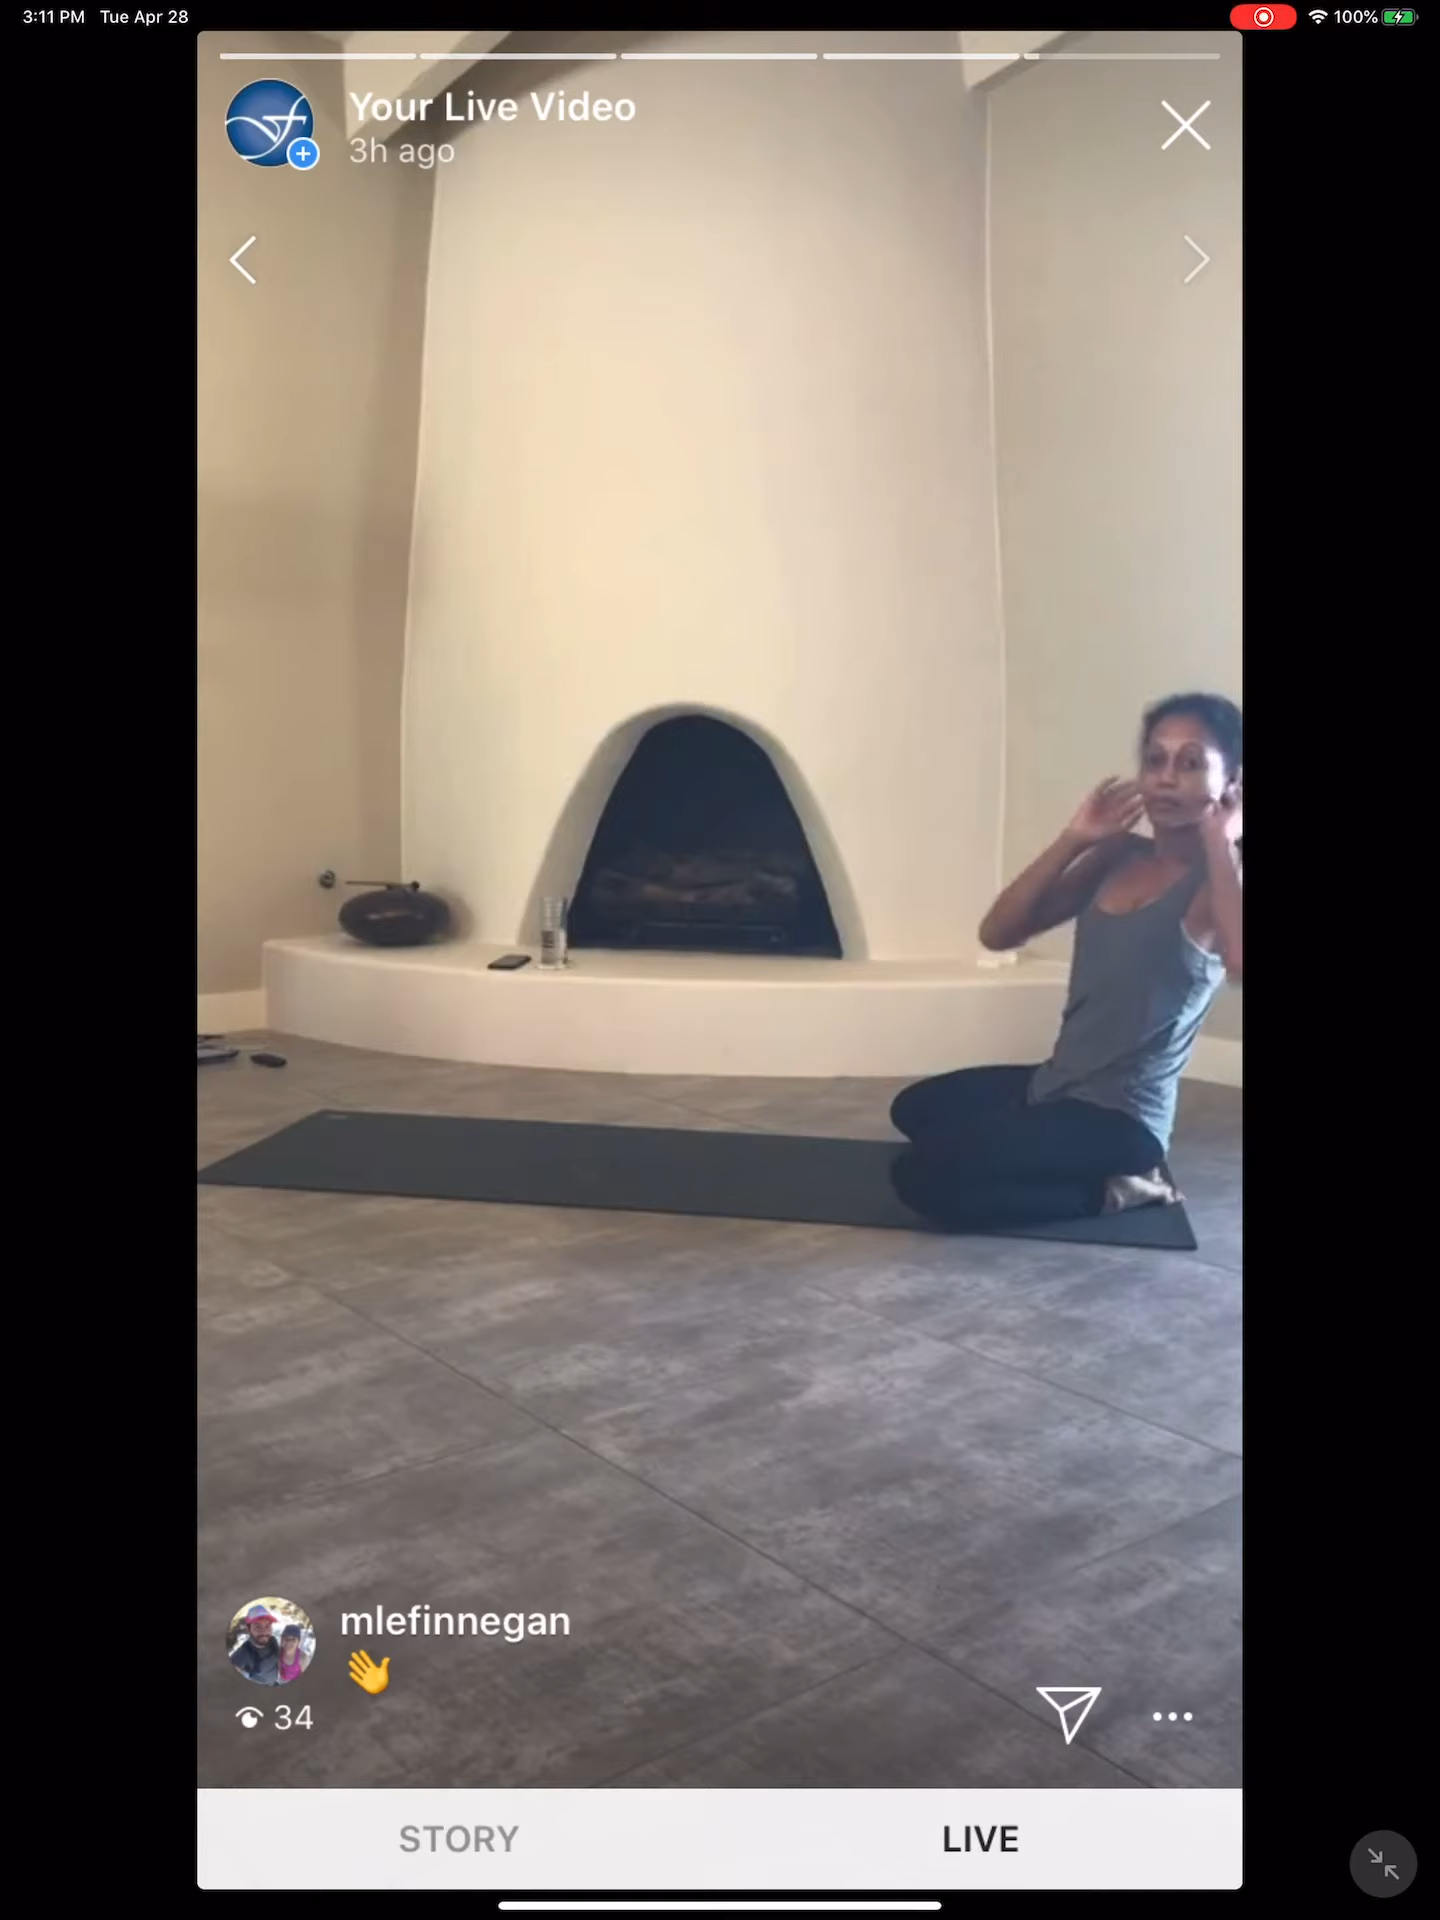 3:11 PM Tue Apr 28
100%
Your Live Video
3h ago
mlefinnegan
👋
34
STORY
LIVE